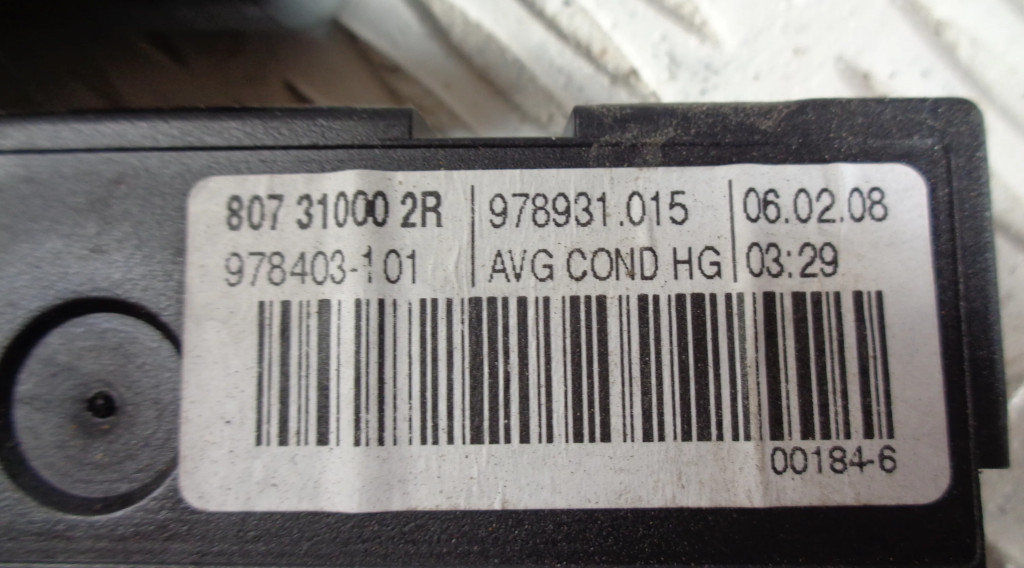 807 31000 2R | 978931.015 | 06.02.08
978403-101 | AVG COND HG | 03:29
00184-6